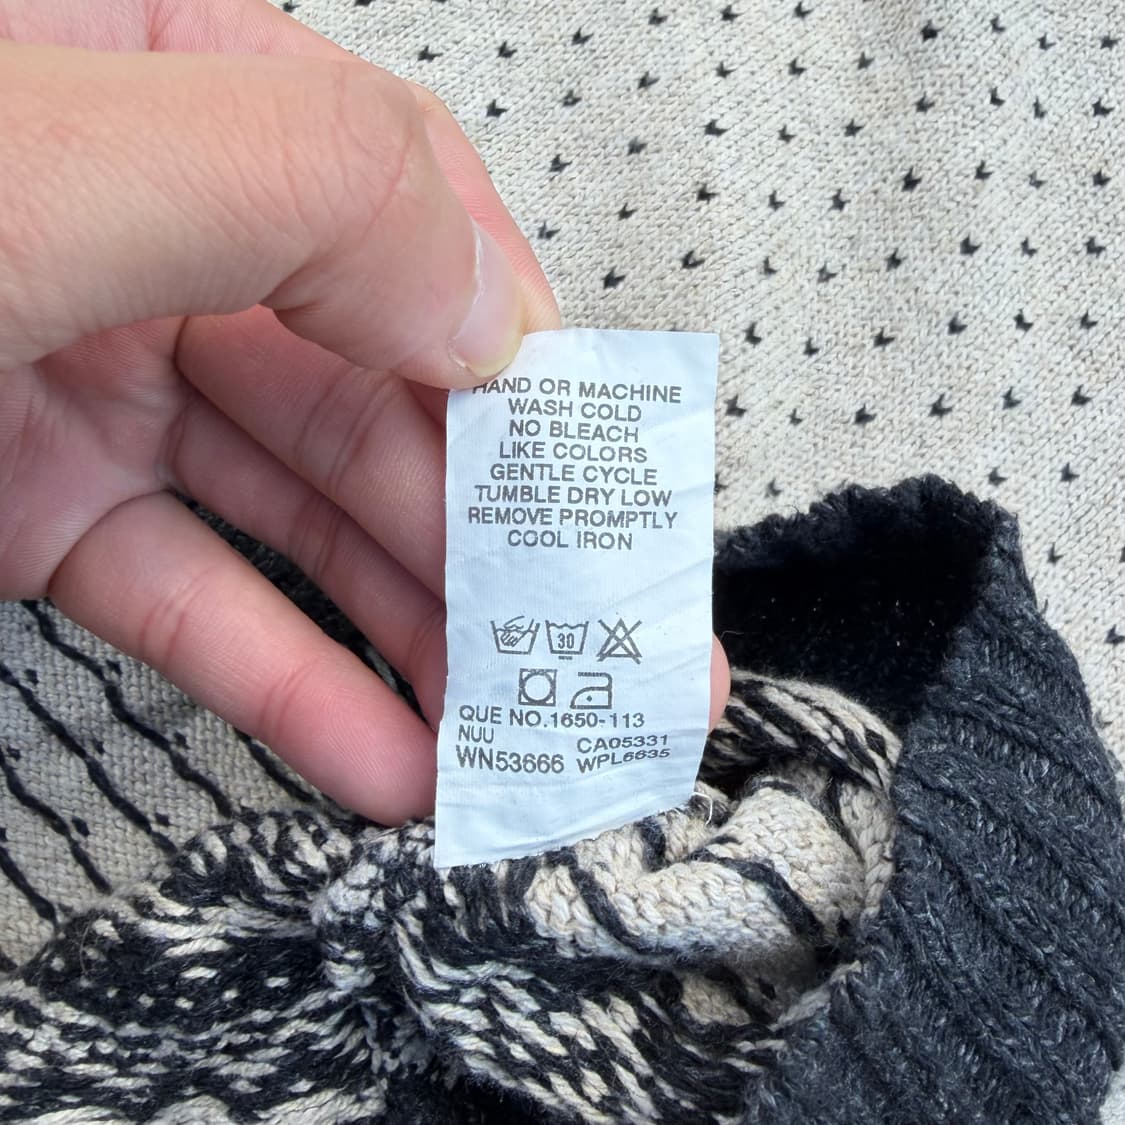 HAND OR MACHINE
WASH COLD
NO BLEACH
LIKE COLORS
GENTLE CYCLE
TUMBLE DRY LOW
REMOVE PROMPTLY
COOL IRON
30
QUE NO.1650-113
NUU CA05331
WN53666 WPL6635